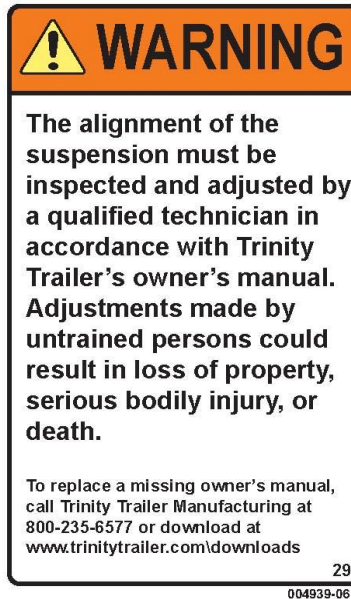 WARNING
The alignment of the
suspension must be
inspected and adjusted by
a qualified technician in
accordance with Trinity
Trailer's owner's manual.
Adjustments made by
untrained persons could
result in loss of property,
serious bodily injury, or
death.
To replace a missing owner's manual,
call Trinity Trailer Manufacturing at
800-235-6577 or download at
www.trinitytrailer.com\downloads
29
004939-06